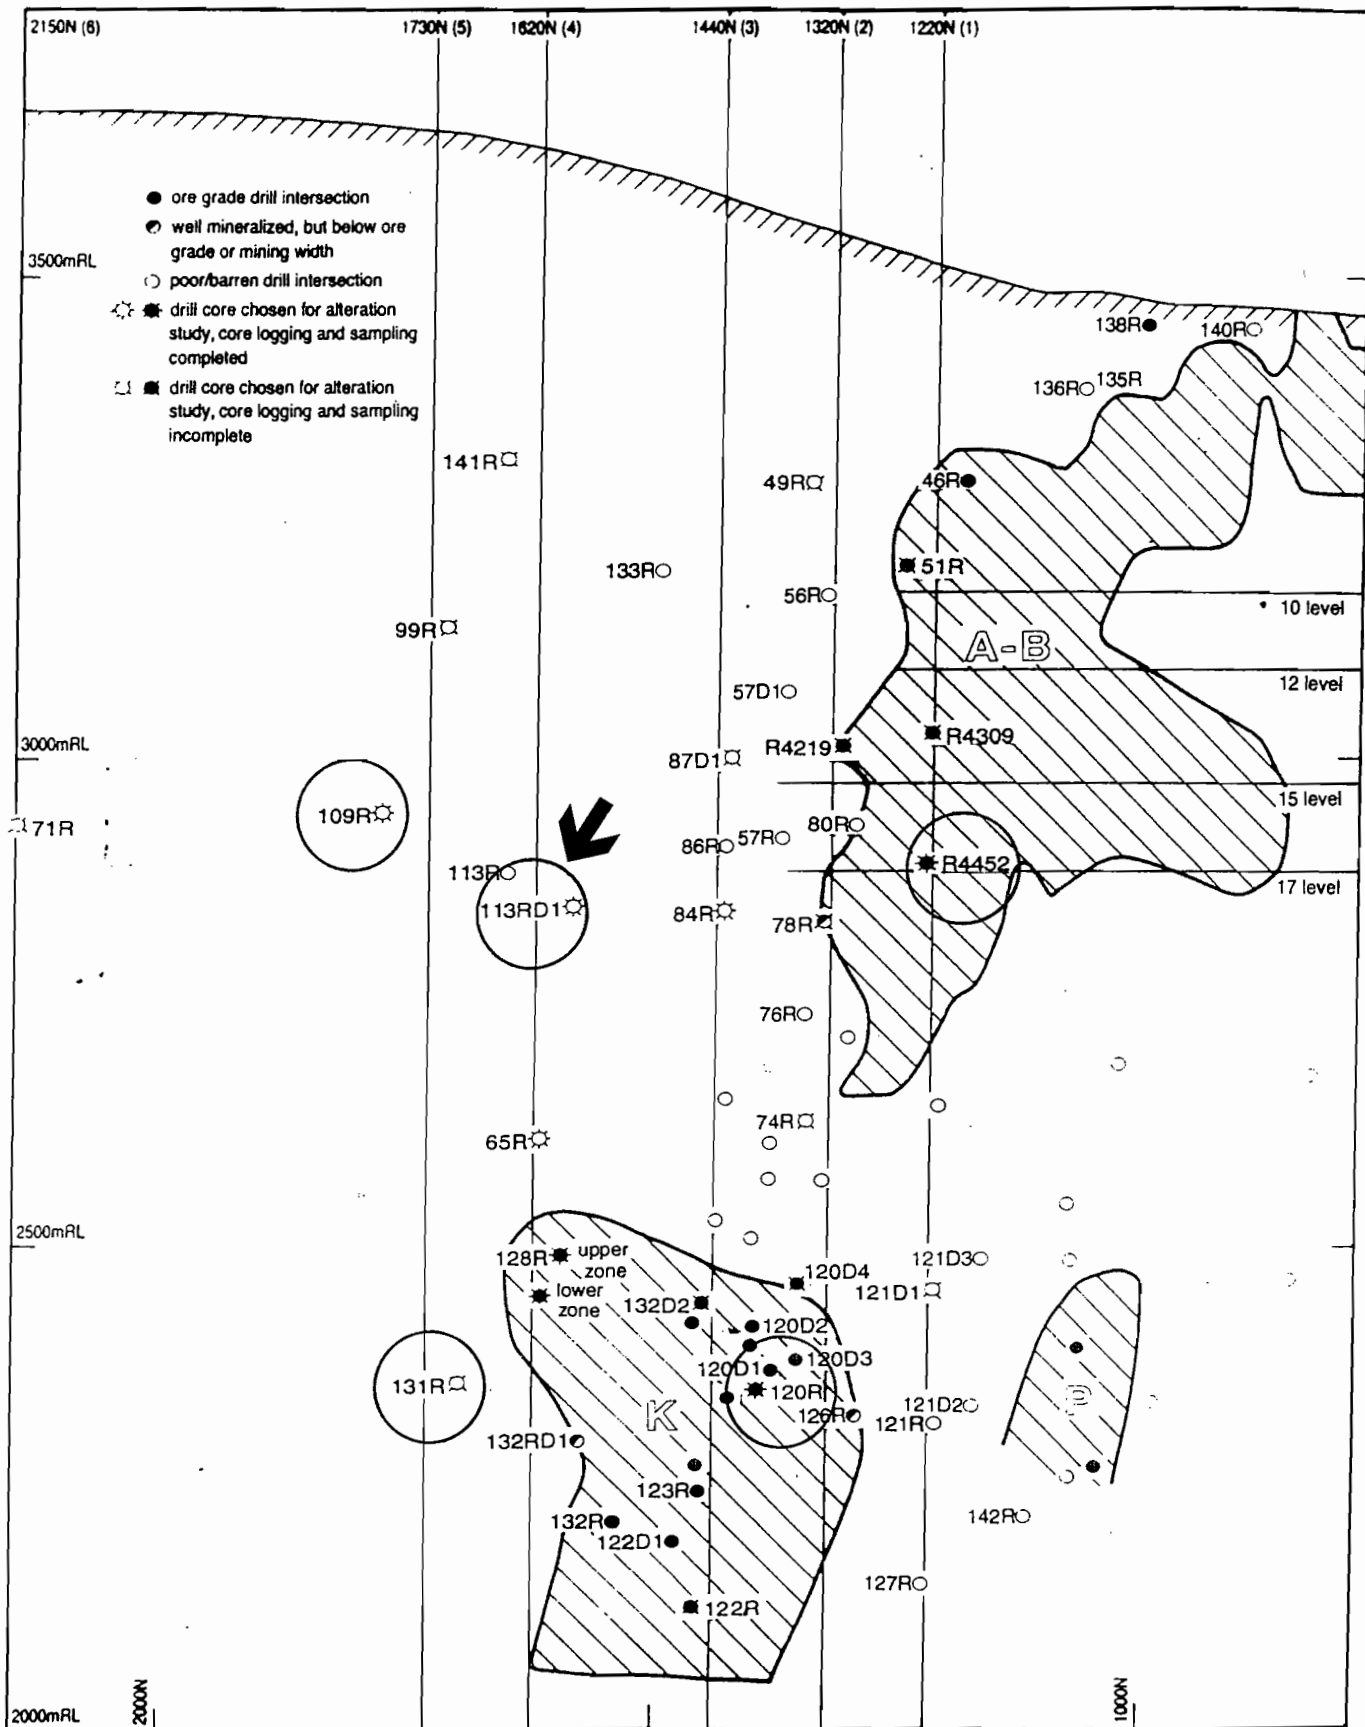 2150N (6)
1730N (5)
1620N (4)
1440N (3)
1320N (2)
1220N (1)
ore grade drill intersection
well mineralized, but below ore
grade or mining width
poor/barren drill intersection
drill core chosen for alteration
study, core logging and sampling
completed
drill core chosen for alteration
study, core logging and sampling
incomplete
3500mRL
138R
140R
136R
135R
141R
49R
46R
51R
133R
56R
10 level
99R
A-B
12 level
57D1
3000mRL
R4219
R4309
87D1
15 level
109R
71R
80R
57R
86R
R4452
113R
17 level
113RD1
84R
78R
76R
74R
65R
2500mRL
128R
upper
zone
lower
zone
121D3
120D4
121D1
132D2
120D2
120D3
120D1
131R
120R
K
P
126R
121D2
121R
132RD1
123R
132R
122D1
142R
127R
122R
2000mRL
2000N
1000N